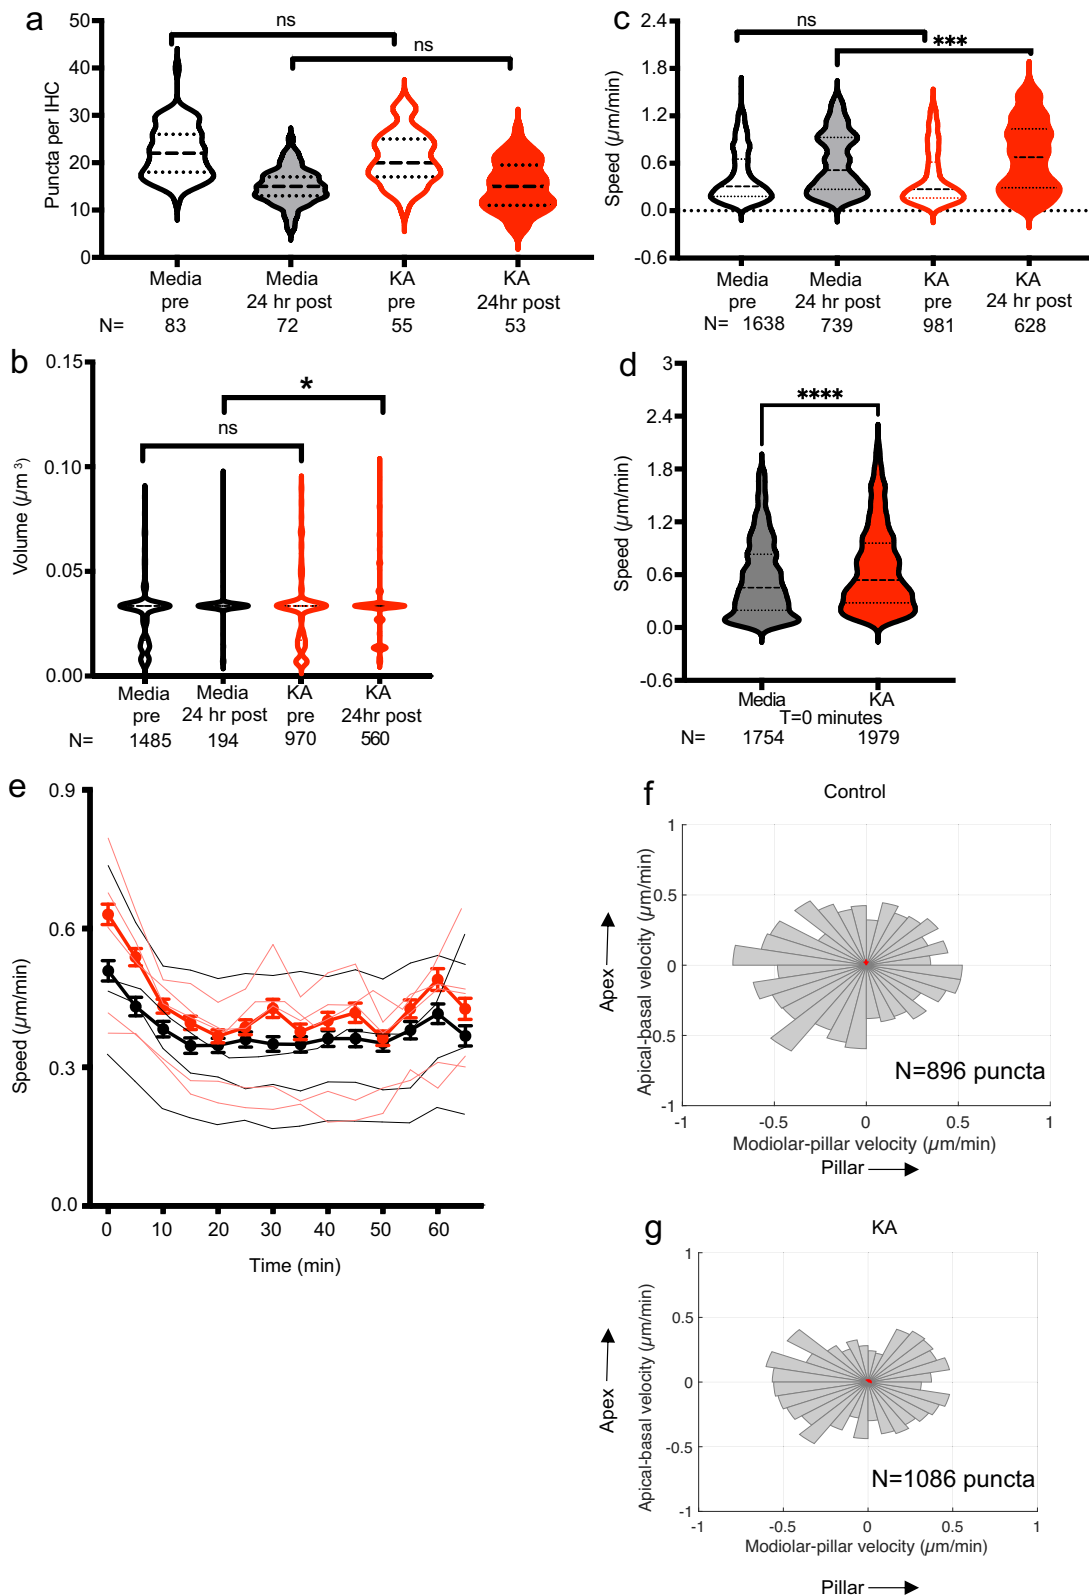 a
Puncta per IHC
50
40
30
20
10
0
ns
ns
Media pre
Media 24 hr post
KA pre
KA 24hr post
N= 83 72 55 53
c
Speed (µm/min)
2.4
1.8
1.2
0.6
0.0
-0.6
ns
***
Media pre
Media 24 hr post
KA pre
KA 24 hr post
N= 1638 739 981 628
b
Volume (µm³)
0.15
0.10
0.05
0.00
ns
*
Media pre
Media 24 hr post
KA pre
KA 24hr post
N= 1485 194 970 560
d
Speed (µm/min)
3
2.4
1.8
1.2
0.6
0.0
-0.6
****
Media KA
T=0 minutes
N= 1754 1979
e
Speed (µm/min)
0.9
0.6
0.3
0.0
0 10 20 30 40 50 60
Time (min)
f
Control
Apex
Apical-basal velocity (µm/min)
1
0.5
0
-0.5
-1
N=896 puncta
-1 -0.5 0 0.5 1
Modiolar-pillar velocity (µm/min)
Pillar
g
KA
Apex
Apical-basal velocity (µm/min)
1
0.5
0
-0.5
-1
N=1086 puncta
-1 -0.5 0 0.5 1
Modiolar-pillar velocity (µm/min)
Pillar